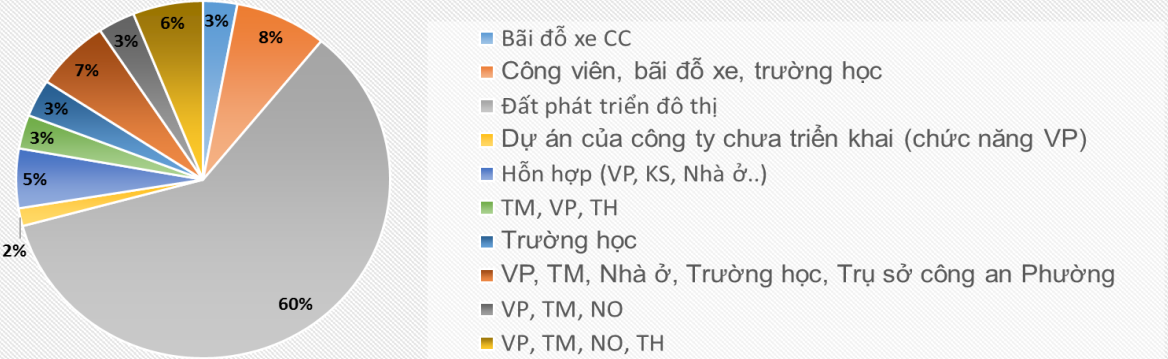 3%
8%
60%
2%
5%
3%
3%
7%
3%
6%
Bãi đỗ xe CC
Công viên, bãi đỗ xe, trường học
Đất phát triển đô thị
Dự án của công ty chưa triển khai (chức năng VP)
Hỗn hợp (VP, KS, Nhà ở..)
TM, VP, TH
Trường học
VP, TM, Nhà ở, Trường học, Trụ sở công an Phường
VP, TM, NO
VP, TM, NO, TH